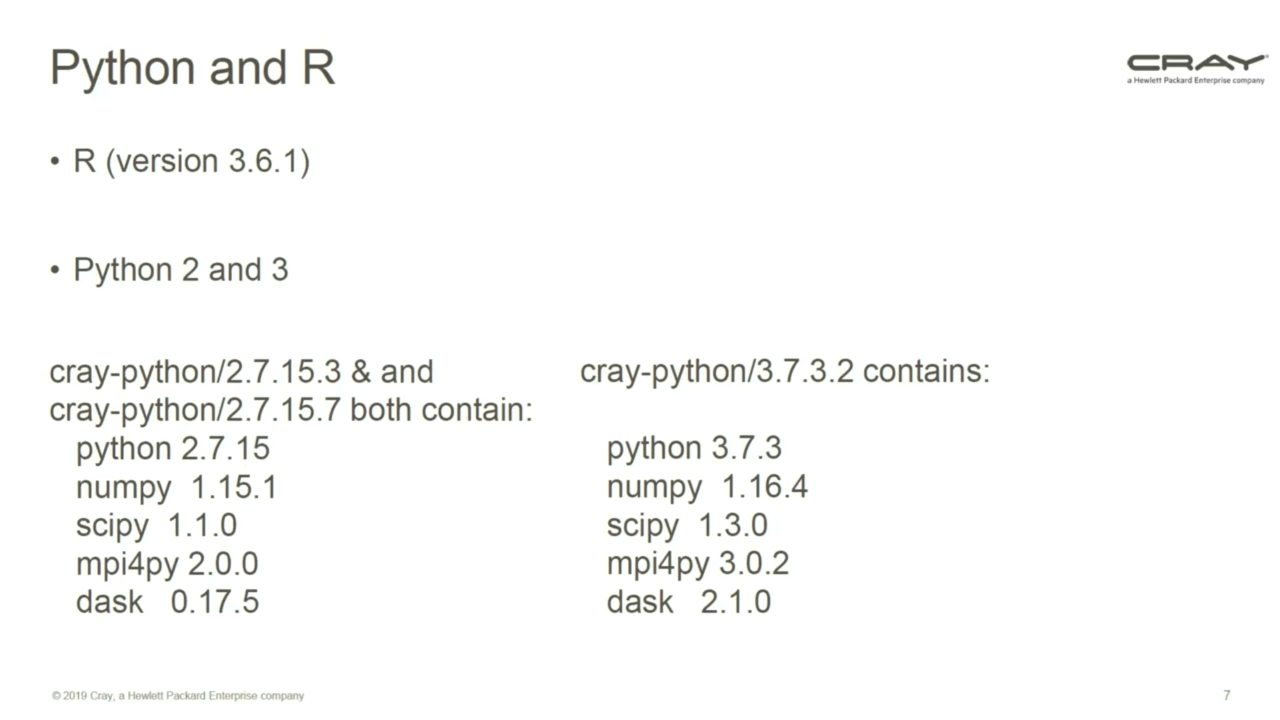 Python and R
CRAY
a Hewlett Packard Enterprise company
• R (version 3.6.1)
• Python 2 and 3
cray-python/2.7.15.3 & and
cray-python/2.7.15.7 both contain:
python 2.7.15
numpy 1.15.1
scipy 1.1.0
mpi4py 2.0.0
dask 0.17.5
cray-python/3.7.3.2 contains:
python 3.7.3
numpy 1.16.4
scipy 1.3.0
mpi4py 3.0.2
dask 2.1.0
© 2019 Cray, a Hewlett Packard Enterprise company
7